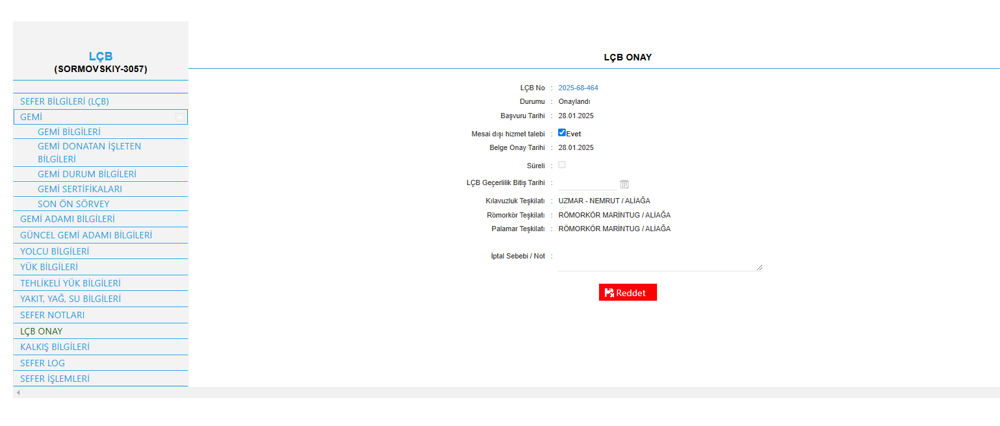 LÇB
(SORMOVSKIY-3057)
SEFER BİLGİLERİ (LÇB)
GEMİ
GEMİ BİLGİLERİ
GEMİ DONATAN İŞLETEN
BİLGİLERİ
GEMİ DURUM BİLGİLERİ
GEMİ SERTİFİKALARI
SON ÖN SÖRVEY
GEMİ ADAMI BİLGİLERİ
GÜNCEL GEMİ ADAMI BİLGİLERİ
YOLCU BİLGİLERİ
YÜK BİLGİLERİ
TEHLİKELİ YÜK BİLGİLERİ
YAKIT, YAĞ, SU BİLGİLERİ
SEFER NOTLARI
LÇB ONAY
KALKIŞ BİLGİLERİ
SEFER LOG
SEFER İŞLEMLERİ
LÇB ONAY
LÇB No : 2025-68-464
Durumu : Onaylandı
Başvuru Tarihi : 28.01.2025
Mesai dışı hizmet talebi : Evet
Belge Onay Tarihi : 28.01.2025
Süreli :
LÇB Geçerlilik Bitiş Tarihi :
Kılavuzluk Teşkilatı : UZMAR - NEMRUT / ALİAĞA
Römorkör Teşkilatı : RÖMORKÖR MARİNTUG / ALİAĞA
Palamar Teşkilatı : RÖMORKÖR MARİNTUG / ALİAĞA
İptal Sebebi / Not :
Reddet